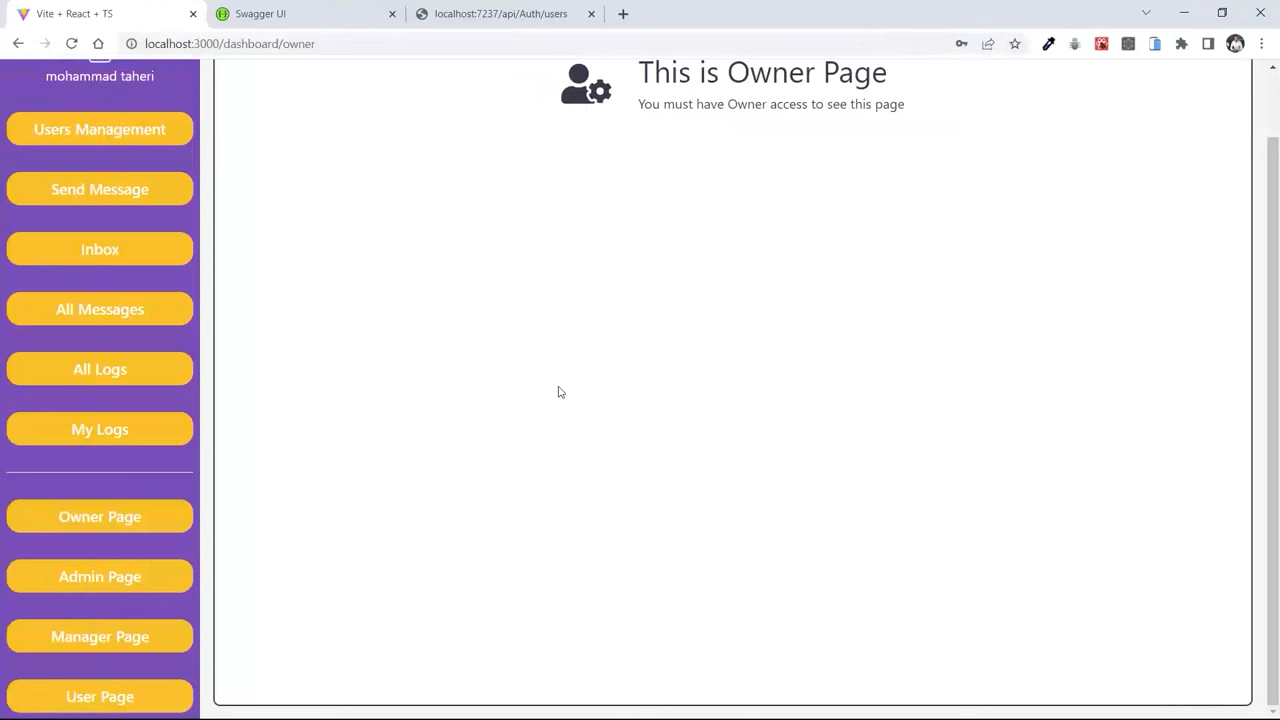 Vite + React + TS
Swagger UI
localhost:7237/api/Auth/users
localhost:3000/dashboard/owner
mohammad taheri
Users Management
Send Message
Inbox
All Messages
All Logs
My Logs
Owner Page
Admin Page
Manager Page
User Page
This is Owner Page
You must have Owner access to see this page